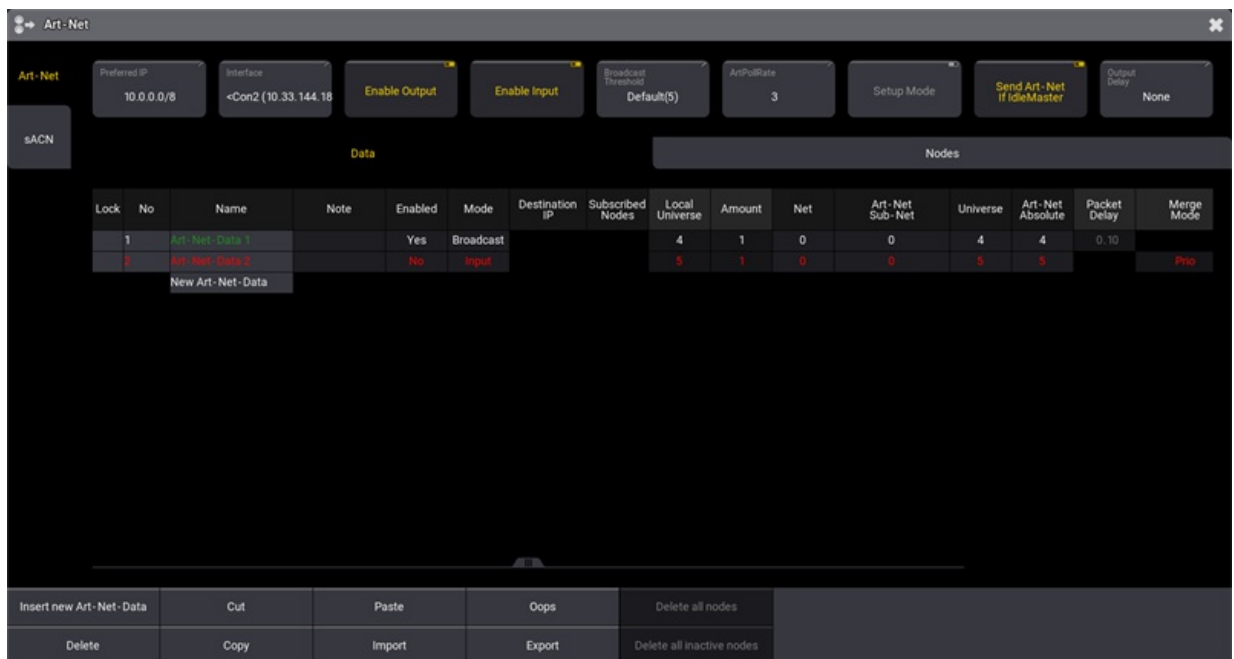 Art-Net
Art-Net
Preferred IP
10.0.0.0/8
Interface
<Con2 (10.33.144.18
Enable Output
Enable Input
Broadcast
Threshold
Default(5)
ArtPollRate
3
Setup Mode
Send Art-Net
If IdleMaster
Output
Delay
None
sACN
Data
Nodes
Lock No Name Note Enabled Mode Destination IP Subscribed Nodes Local Universe Amount Net Art-Net Sub-Net Universe Art-Net Absolute Packet Delay Merge Mode
1 Art-Net-Data 1 Yes Broadcast 4 1 0 0 4 4 0.10
2 Art-Net-Data 2 No Input 5 1 0 0 5 5 Prio
New Art-Net-Data
Insert new Art-Net-Data Cut Paste Oops Delete all nodes
Delete Copy Import Export Delete all inactive nodes